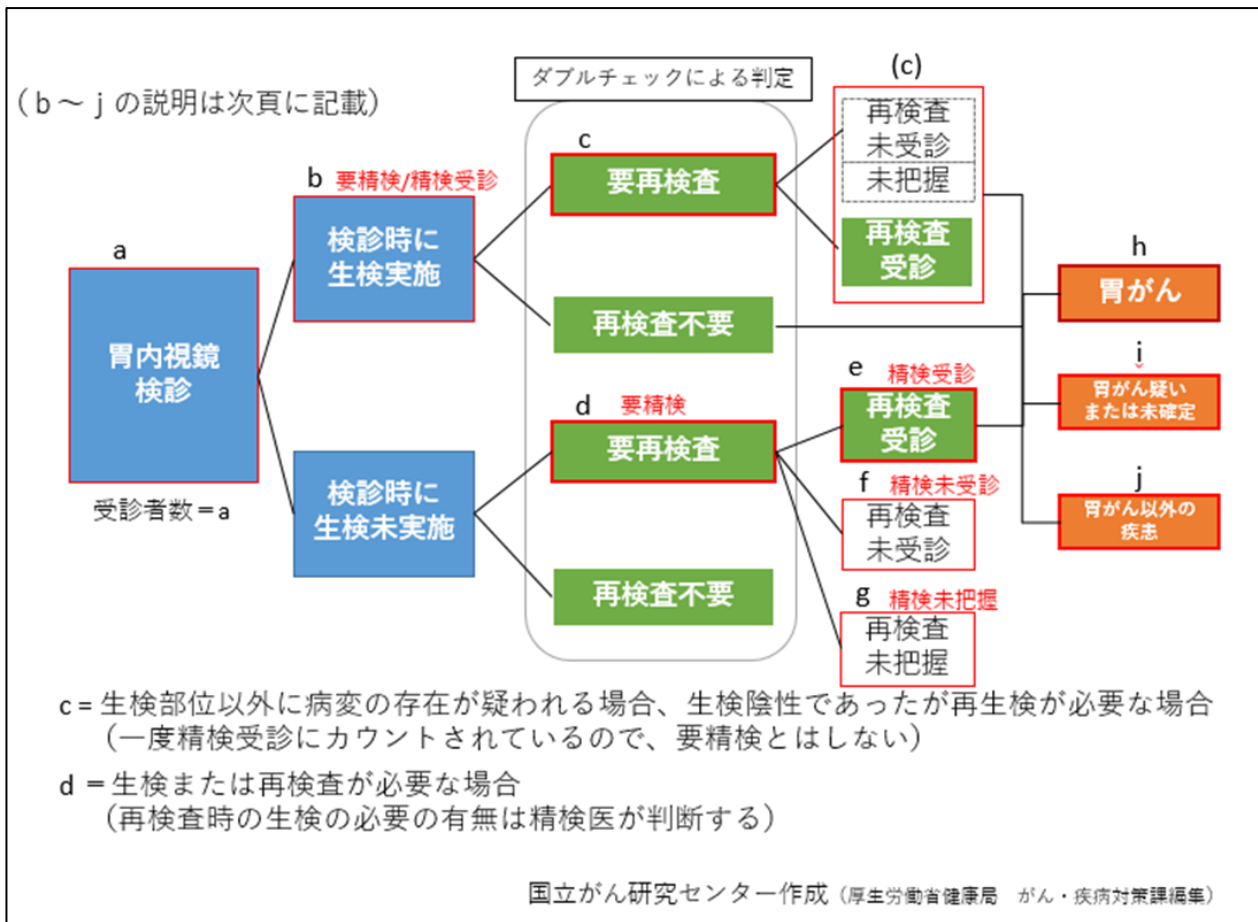 ダブルチェックによる判定
(c)
（b～jの説明は次頁に記載）
a
胃内視鏡
検診
受診者数＝a
b 要精検/精検受診
検診時に
生検実施
検診時に
生検未実施
c
要再検査
再検査不要
d 要精検
要再検査
再検査不要
再検査
未受診
未把握
再検査
受診
e 精検受診
再検査
受診
f 精検未受診
再検査
未受診
g 精検未把握
再検査
未把握
h
胃がん
i
胃がん疑い
または未確定
j
胃がん以外の
疾患
c＝生検部位以外に病変の存在が疑われる場合、生検陰性であったが再生検が必要な場合
（一度精検受診にカウントされているので、要精検とはしない）
d ＝生検または再検査が必要な場合
（再検査時の生検の必要の有無は精検医が判断する）
国立がん研究センター作成（厚生労働省健康局　がん・疾病対策課編集）